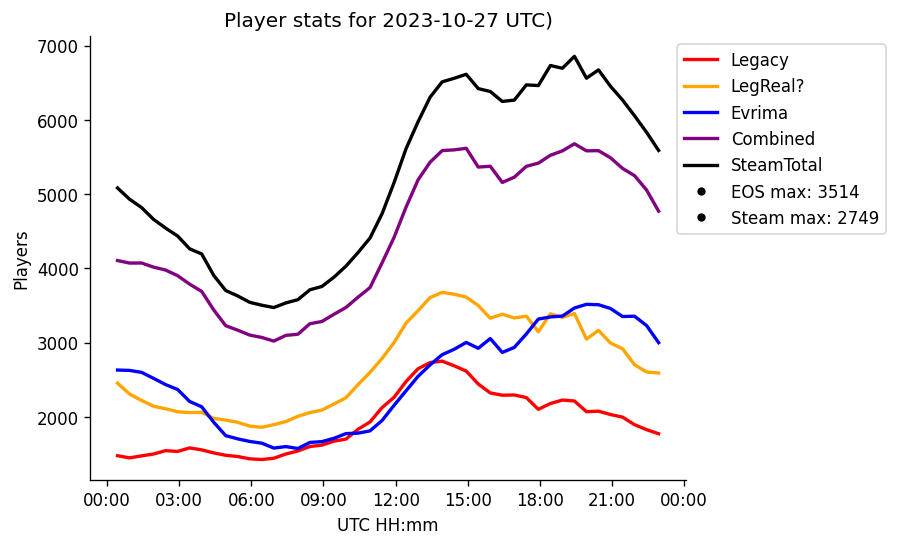 Player stats for 2023-10-27 UTC)
7000
6000
5000
4000
3000
2000
Players
00:00 03:00 06:00 09:00 12:00 15:00 18:00 21:00 00:00
UTC HH:mm
Legacy
LegReal?
Evrima
Combined
SteamTotal
EOS max: 3514
Steam max: 2749